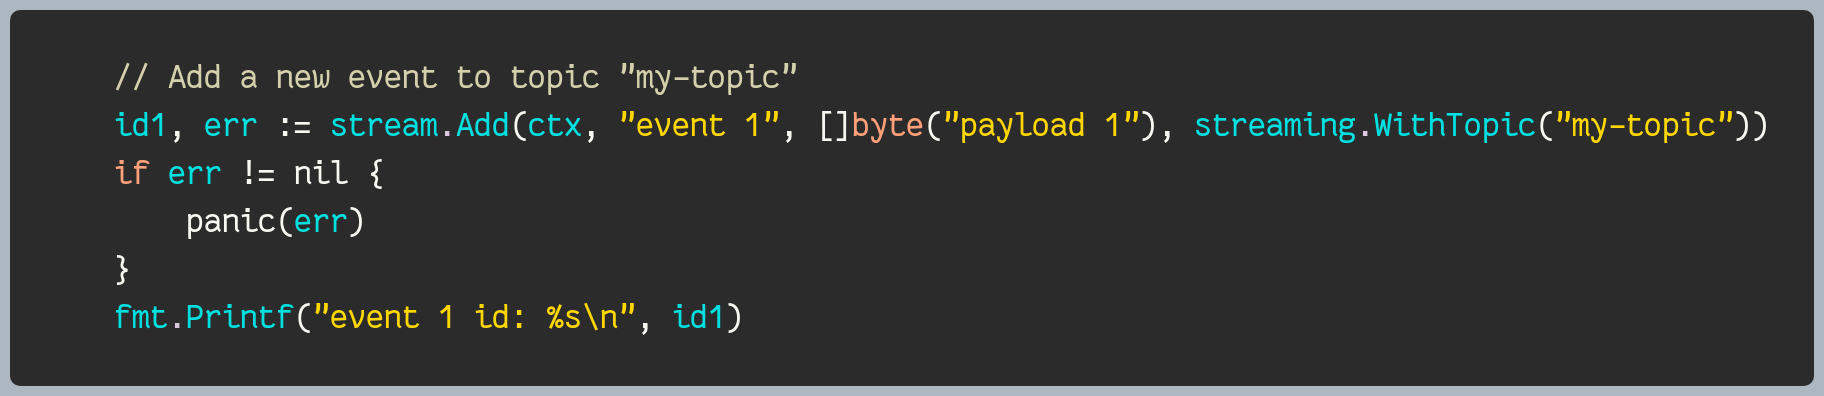 // Add a new event to topic "my-topic"
id1, err := stream.Add(ctx, "event 1", []byte("payload 1"), streaming.WithTopic("my-topic"))
if err != nil {
    panic(err)
}
fmt.Printf("event 1 id: %s\n", id1)